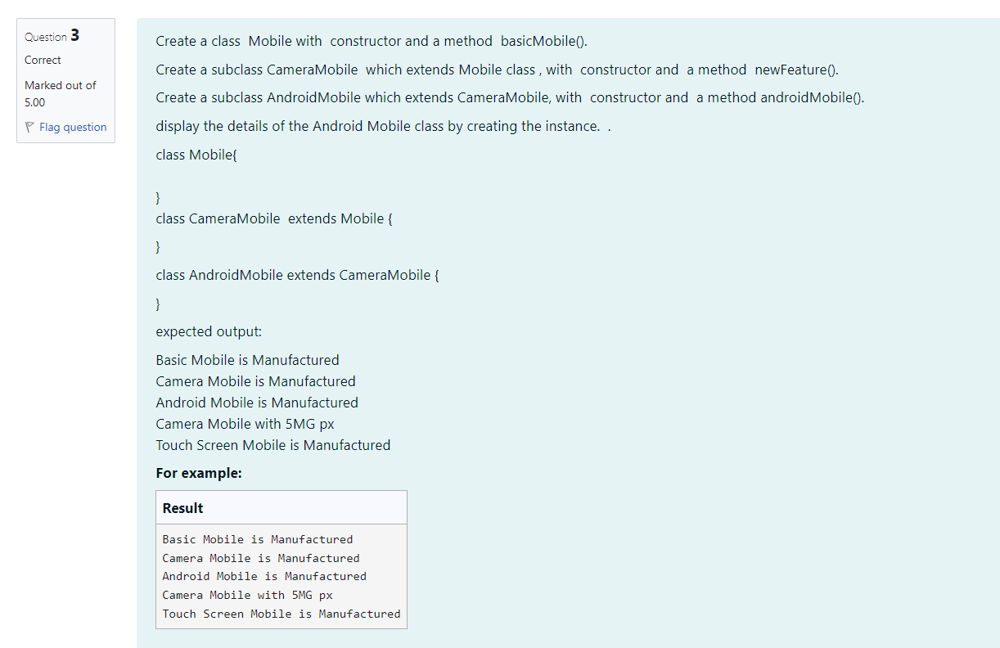 Question 3
Correct
Marked out of
5.00
Flag question
Create a class  Mobile with  constructor and a method  basicMobile().
Create a subclass CameraMobile  which extends Mobile class , with  constructor and  a method  newFeature().
Create a subclass AndroidMobile which extends CameraMobile, with  constructor and  a method androidMobile().
display the details of the Android Mobile class by creating the instance.  .
class Mobile{
}
class CameraMobile  extends Mobile {
}
class AndroidMobile extends CameraMobile {
}
expected output:
Basic Mobile is Manufactured
Camera Mobile is Manufactured
Android Mobile is Manufactured
Camera Mobile with 5MG px
Touch Screen Mobile is Manufactured
For example:
Result
Basic Mobile is Manufactured
Camera Mobile is Manufactured
Android Mobile is Manufactured
Camera Mobile with 5MG px
Touch Screen Mobile is Manufactured